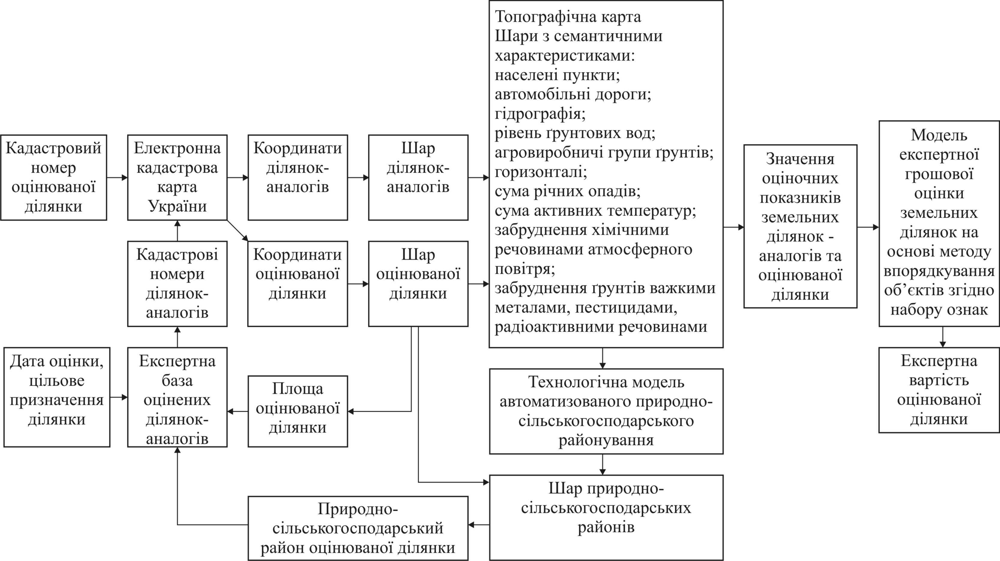 Кадастровий
номер
оцінюваної
ділянки
Електронна
кадастрова
карта
України
Координати
ділянок-
аналогів
Шар
ділянок-
аналогів
Топографічна карта
Шари з семантичними
характеристиками:
населені пункти;
автомобільні дороги;
гідрографія;
рівень ґрунтових вод;
агровиробничі групи ґрунтів;
горизонталі;
сума річних опадів;
сума активних температур;
забруднення хімічними
речовинами атмосферного
повітря;
забруднення ґрунтів важкими
металами, пестицидами,
радіоактивними речовинами
Значення
оціночних
показників
земельних
ділянок -
аналогів та
оцінюваної
ділянки
Модель
експертної
грошової
оцінки
земельних
ділянок на
основі методу
впорядкування
об’єктів згідно
набору ознак
Кадастрові
номери
ділянок-
аналогів
Координати
оцінюваної
ділянки
Шар
оцінюваної
ділянки
Дата оцінки,
цільове
призначення
ділянки
Експертна
база
оцінених
ділянок-
аналогів
Площа
оцінюваної
ділянки
Технологічна модель
автоматизованого природно-
сільськогосподарського
районування
Експертна
вартість
оцінюваної
ділянки
Природно-
сільськогосподарський
район оцінюваної ділянки
Шар природно-
сільськогосподарських
районів